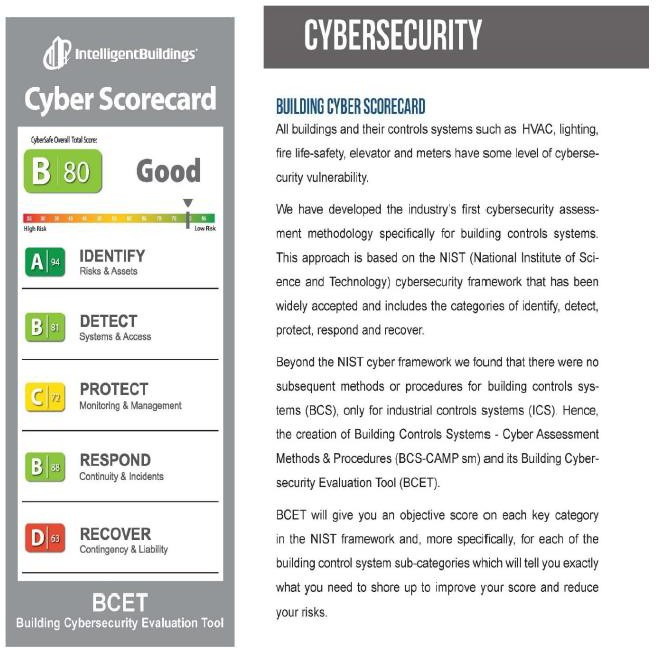 IntelligentBuildings
Cyber Scorecard
CyberSafe Overall Total Score:
B 80
Good
High Risk
Low Risk
A 94
IDENTIFY
Risks & Assets
B 81
DETECT
Systems & Access
C 72
PROTECT
Monitoring & Management
B 88
RESPOND
Continuity & Incidents
D 63
RECOVER
Contingency & Liability
BCET
Building Cybersecurity Evaluation Tool
CYBERSECURITY
BUILDING CYBER SCORECARD
All buildings and their controls systems such as HVAC, lighting,
fire life-safety, elevator and meters have some level of cyberse-
curity vulnerability.
We have developed the industry's first cybersecurity assess-
ment methodology specifically for building controls systems.
This approach is based on the NIST (National Institute of Sci-
ence and Technology) cybersecurity framework that has been
widely accepted and includes the categories of identify, detect,
protect, respond and recover.
Beyond the NIST cyber framework we found that there were no
subsequent methods or procedures for building controls sys-
tems (BCS), only for industrial controls systems (ICS). Hence,
the creation of Building Controls Systems - Cyber Assessment
Methods & Procedures (BCS-CAMP sm) and its Building Cyber-
security Evaluation Tool (BCET).
BCET will give you an objective score on each key category
in the NIST framework and, more specifically, for each of the
building control system sub-categories which will tell you exactly
what you need to shore up to improve your score and reduce
your risks.